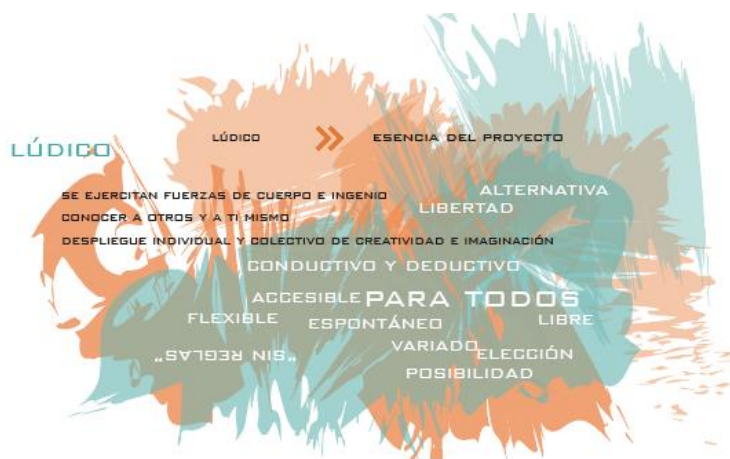 LÚDICO
LÚDICO » ESENCIA DEL PROYECTO
SE EJERCITAN FUERZAS DE CUERPO E INGENIO
ALTERNATIVA
LIBERTAD
CONOCER A OTROS Y A TI MISMO
DESPLIEGUE INDIVIDUAL Y COLECTIVO DE CREATIVIDAD E IMAGINACIÓN
CONDUCTIVO Y DEDUCTIVO
ACCESIBLE PARA TODOS
FLEXIBLE
ESPONTÁNEO
LIBRE
VARIADO
ELECCIÓN
"SIN REGLAS"
POSIBILIDAD